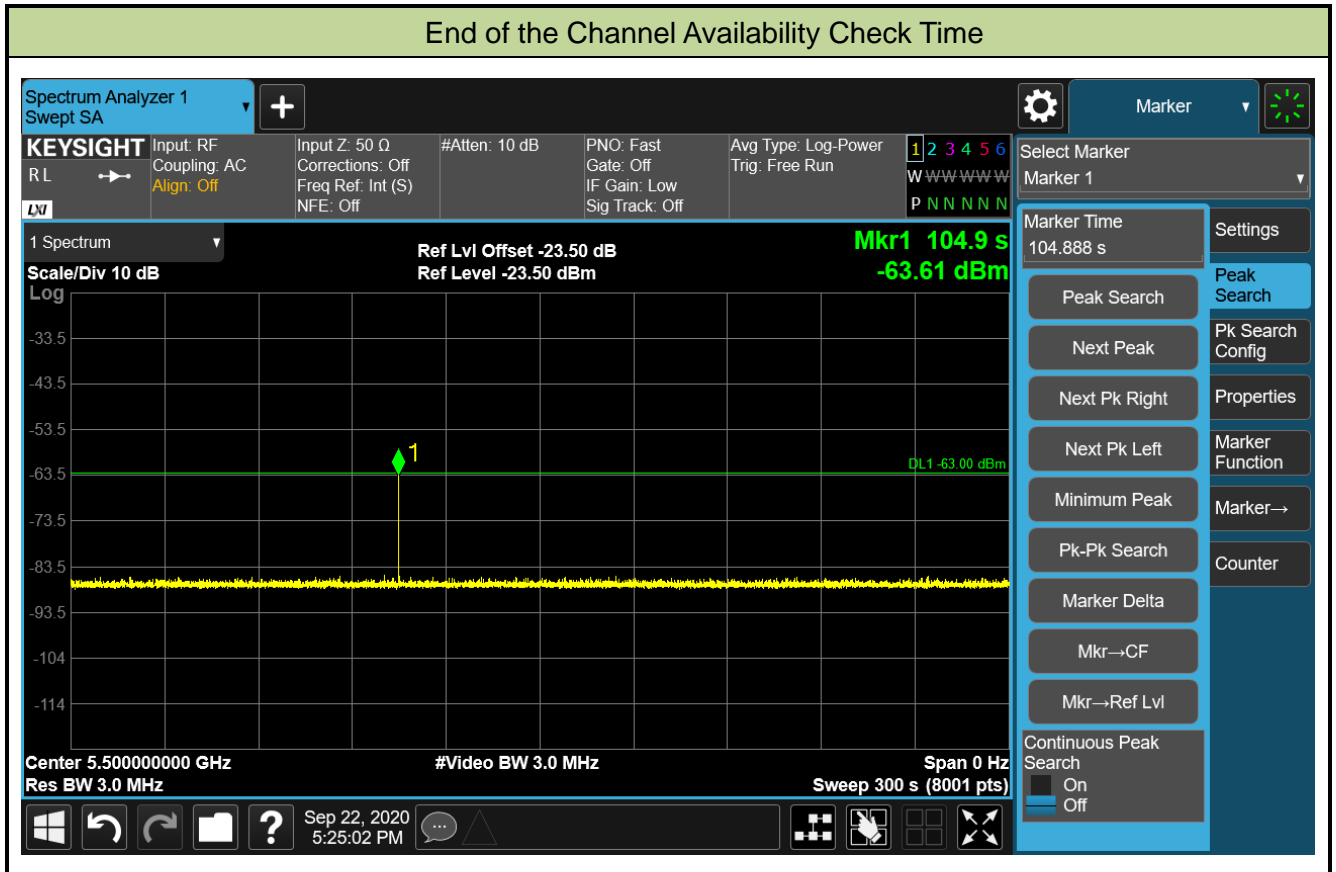 End of the Channel Availability Check Time
Spectrum Analyzer 1
Swept SA
Marker
KEYSIGHT
RL
LXI
Input: RF
Coupling: AC
Align: Off
Input Z: 50 Ω
Corrections: Off
Freq Ref: Int (S)
NFE: Off
#Atten: 10 dB
PNO: Fast
Gate: Off
IF Gain: Low
Sig Track: Off
Avg Type: Log-Power
Trig: Free Run
1 2 3 4 5 6
W W W W W W
P N N N N N
Select Marker
Marker 1
1 Spectrum
Scale/Div 10 dB
Log
Ref Lvl Offset -23.50 dB
Ref Level -23.50 dBm
Mkr1 104.9 s
-63.61 dBm
-33.5
-43.5
-53.5
-63.5
-73.5
-83.5
-93.5
-104
-114
1
DL1 -63.00 dBm
Center 5.500000000 GHz
Res BW 3.0 MHz
#Video BW 3.0 MHz
Span 0 Hz
Sweep 300 s (8001 pts)
Marker Time
104.888 s
Peak Search
Next Peak
Next Pk Right
Next Pk Left
Minimum Peak
Pk-Pk Search
Marker Delta
Mkr→CF
Mkr→Ref Lvl
Continuous Peak
Search
On
Off
Settings
Peak
Search
Pk Search
Config
Properties
Marker
Function
Marker→
Counter
?
Sep 22, 2020
5:25:02 PM